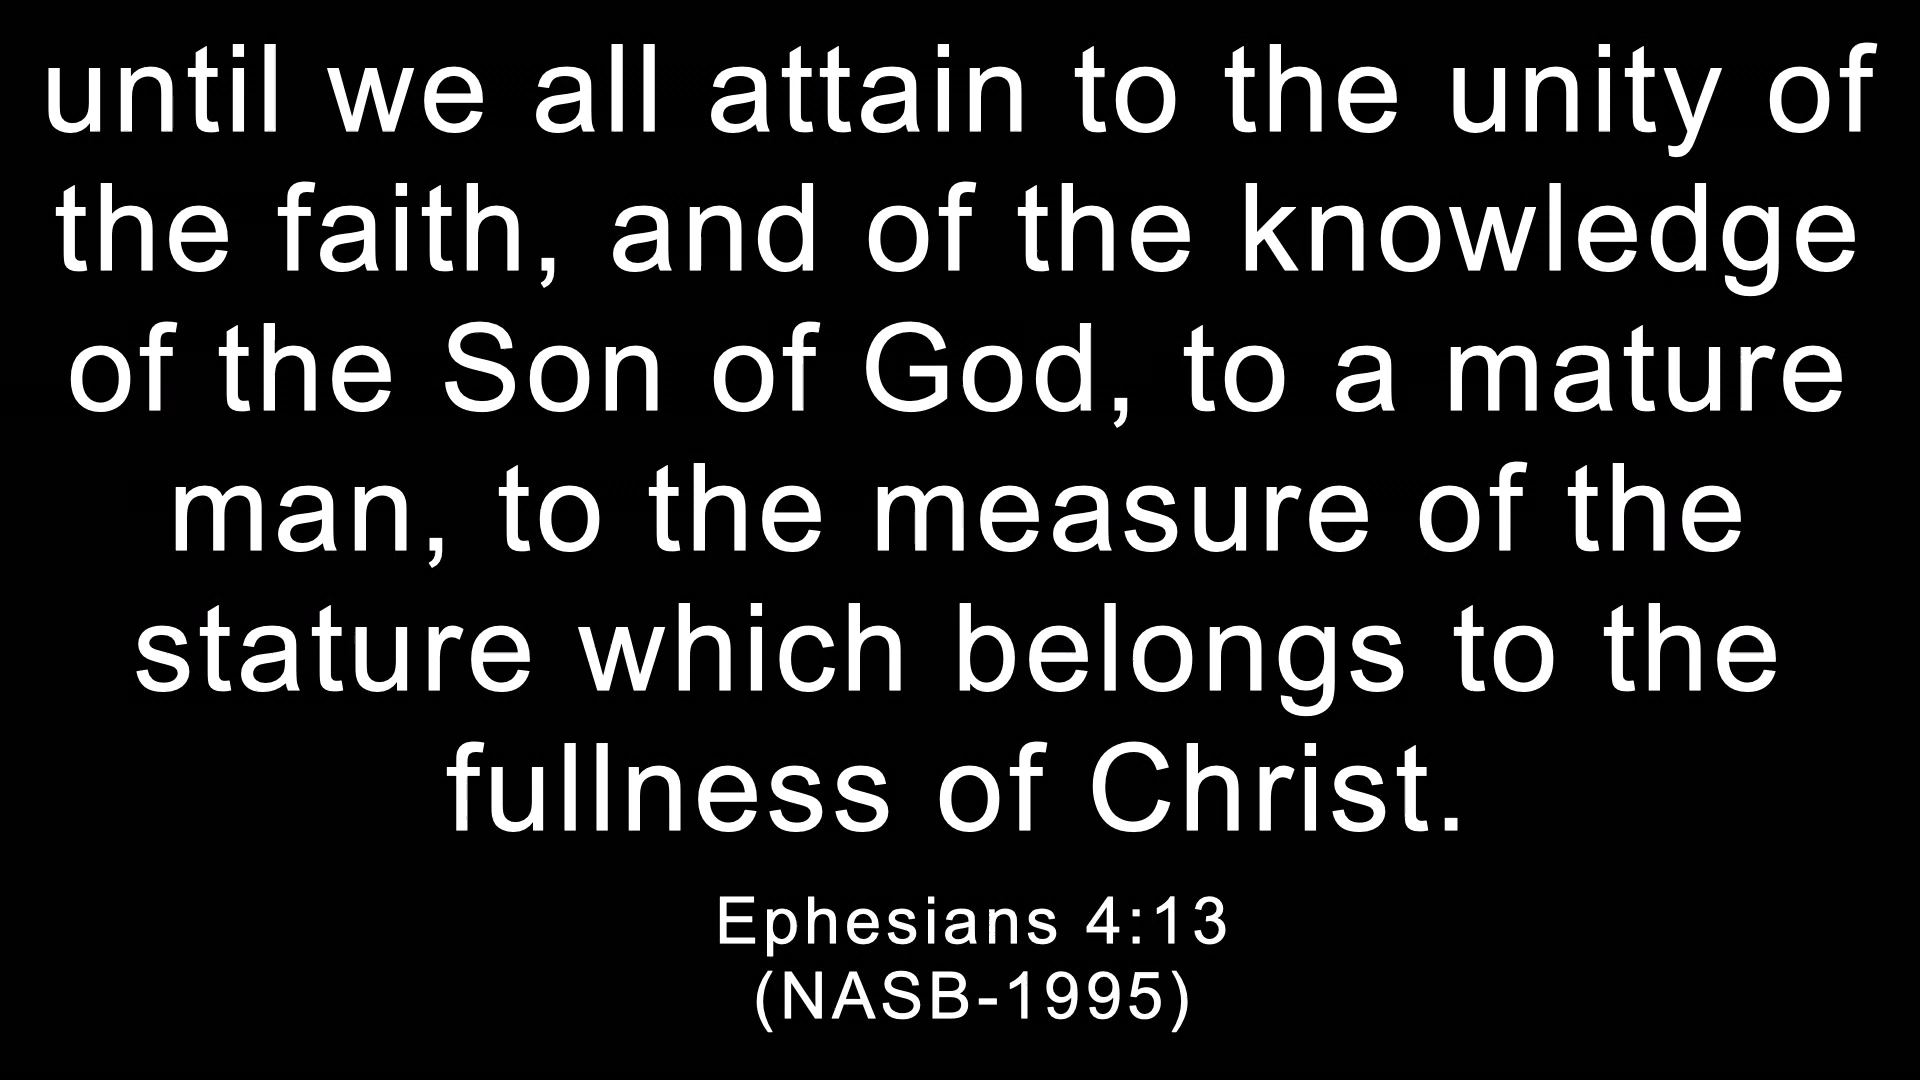 until we all attain to the unity of
the faith, and of the knowledge
of the Son of God, to a mature
man, to the measure of the
stature which belongs to the
fullness of Christ.
Ephesians 4:13
(NASB-1995)